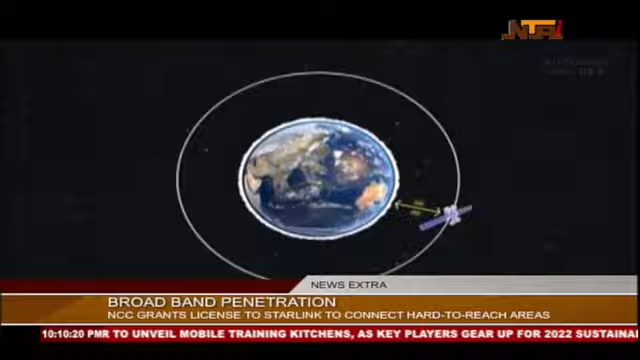 NTA
NEWS EXTRA
BROAD BAND PENETRATION
NCC GRANTS LICENSE TO STARLINK TO CONNECT HARD-TO-REACH AREAS
10:10:20 PM R TO UNVEIL MOBILE TRAINING KITCHENS, AS KEY PLAYERS GEAR UP FOR 2022 SUSTAINA